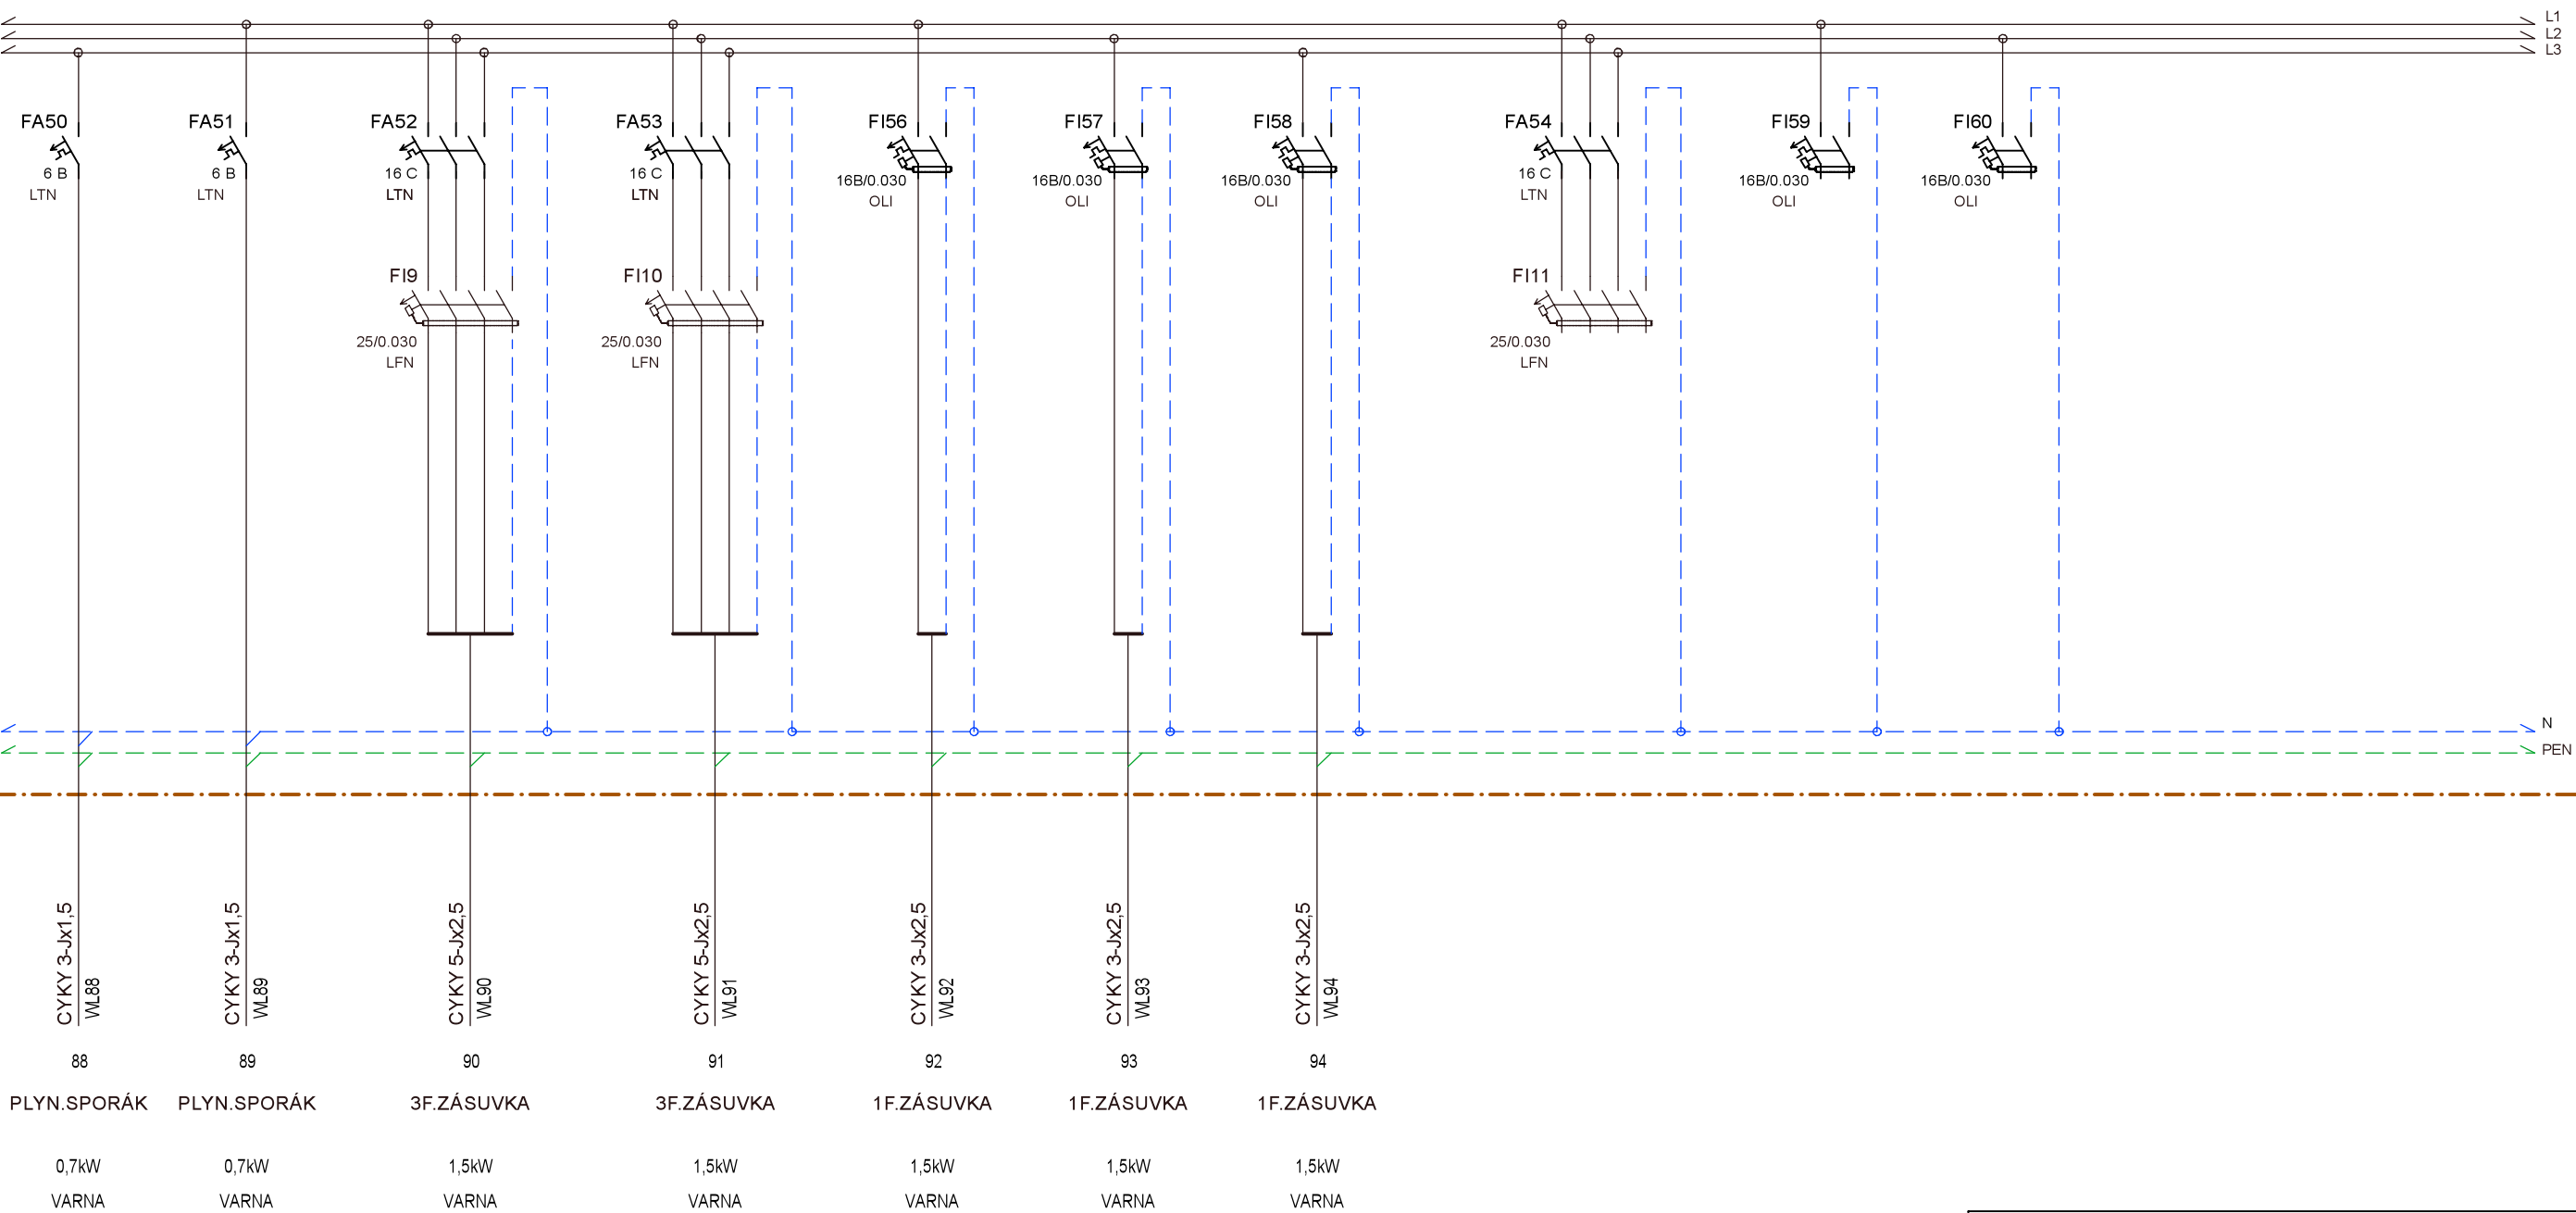 L1
L2
L3
FA50
6 B
LTN
FA51
6 B
LTN
FA52
16 C
LTN
FA53
16 C
LTN
FI56
16B/0.030
OLI
FI57
16B/0.030
OLI
FI58
16B/0.030
OLI
FA54
16 C
LTN
FI59
16B/0.030
OLI
FI60
16B/0.030
OLI
FI9
25/0.030
LFN
FI10
25/0.030
LFN
FI11
25/0.030
LFN
N
PEN
CYKY 3-Jx1,5
WL88
CYKY 3-Jx1,5
WL89
CYKY 5-Jx2,5
WL90
CYKY 5-Jx2,5
WL91
CYKY 3-Jx2,5
WL92
CYKY 3-Jx2,5
WL93
CYKY 3-Jx2,5
WL94
88
89
90
91
92
93
94
PLYN.SPORÁK
PLYN.SPORÁK
3F.ZÁSUVKA
3F.ZÁSUVKA
1F.ZÁSUVKA
1F.ZÁSUVKA
1F.ZÁSUVKA
0,7kW
0,7kW
1,5kW
1,5kW
1,5kW
1,5kW
1,5kW
VARNA
VARNA
VARNA
VARNA
VARNA
VARNA
VARNA